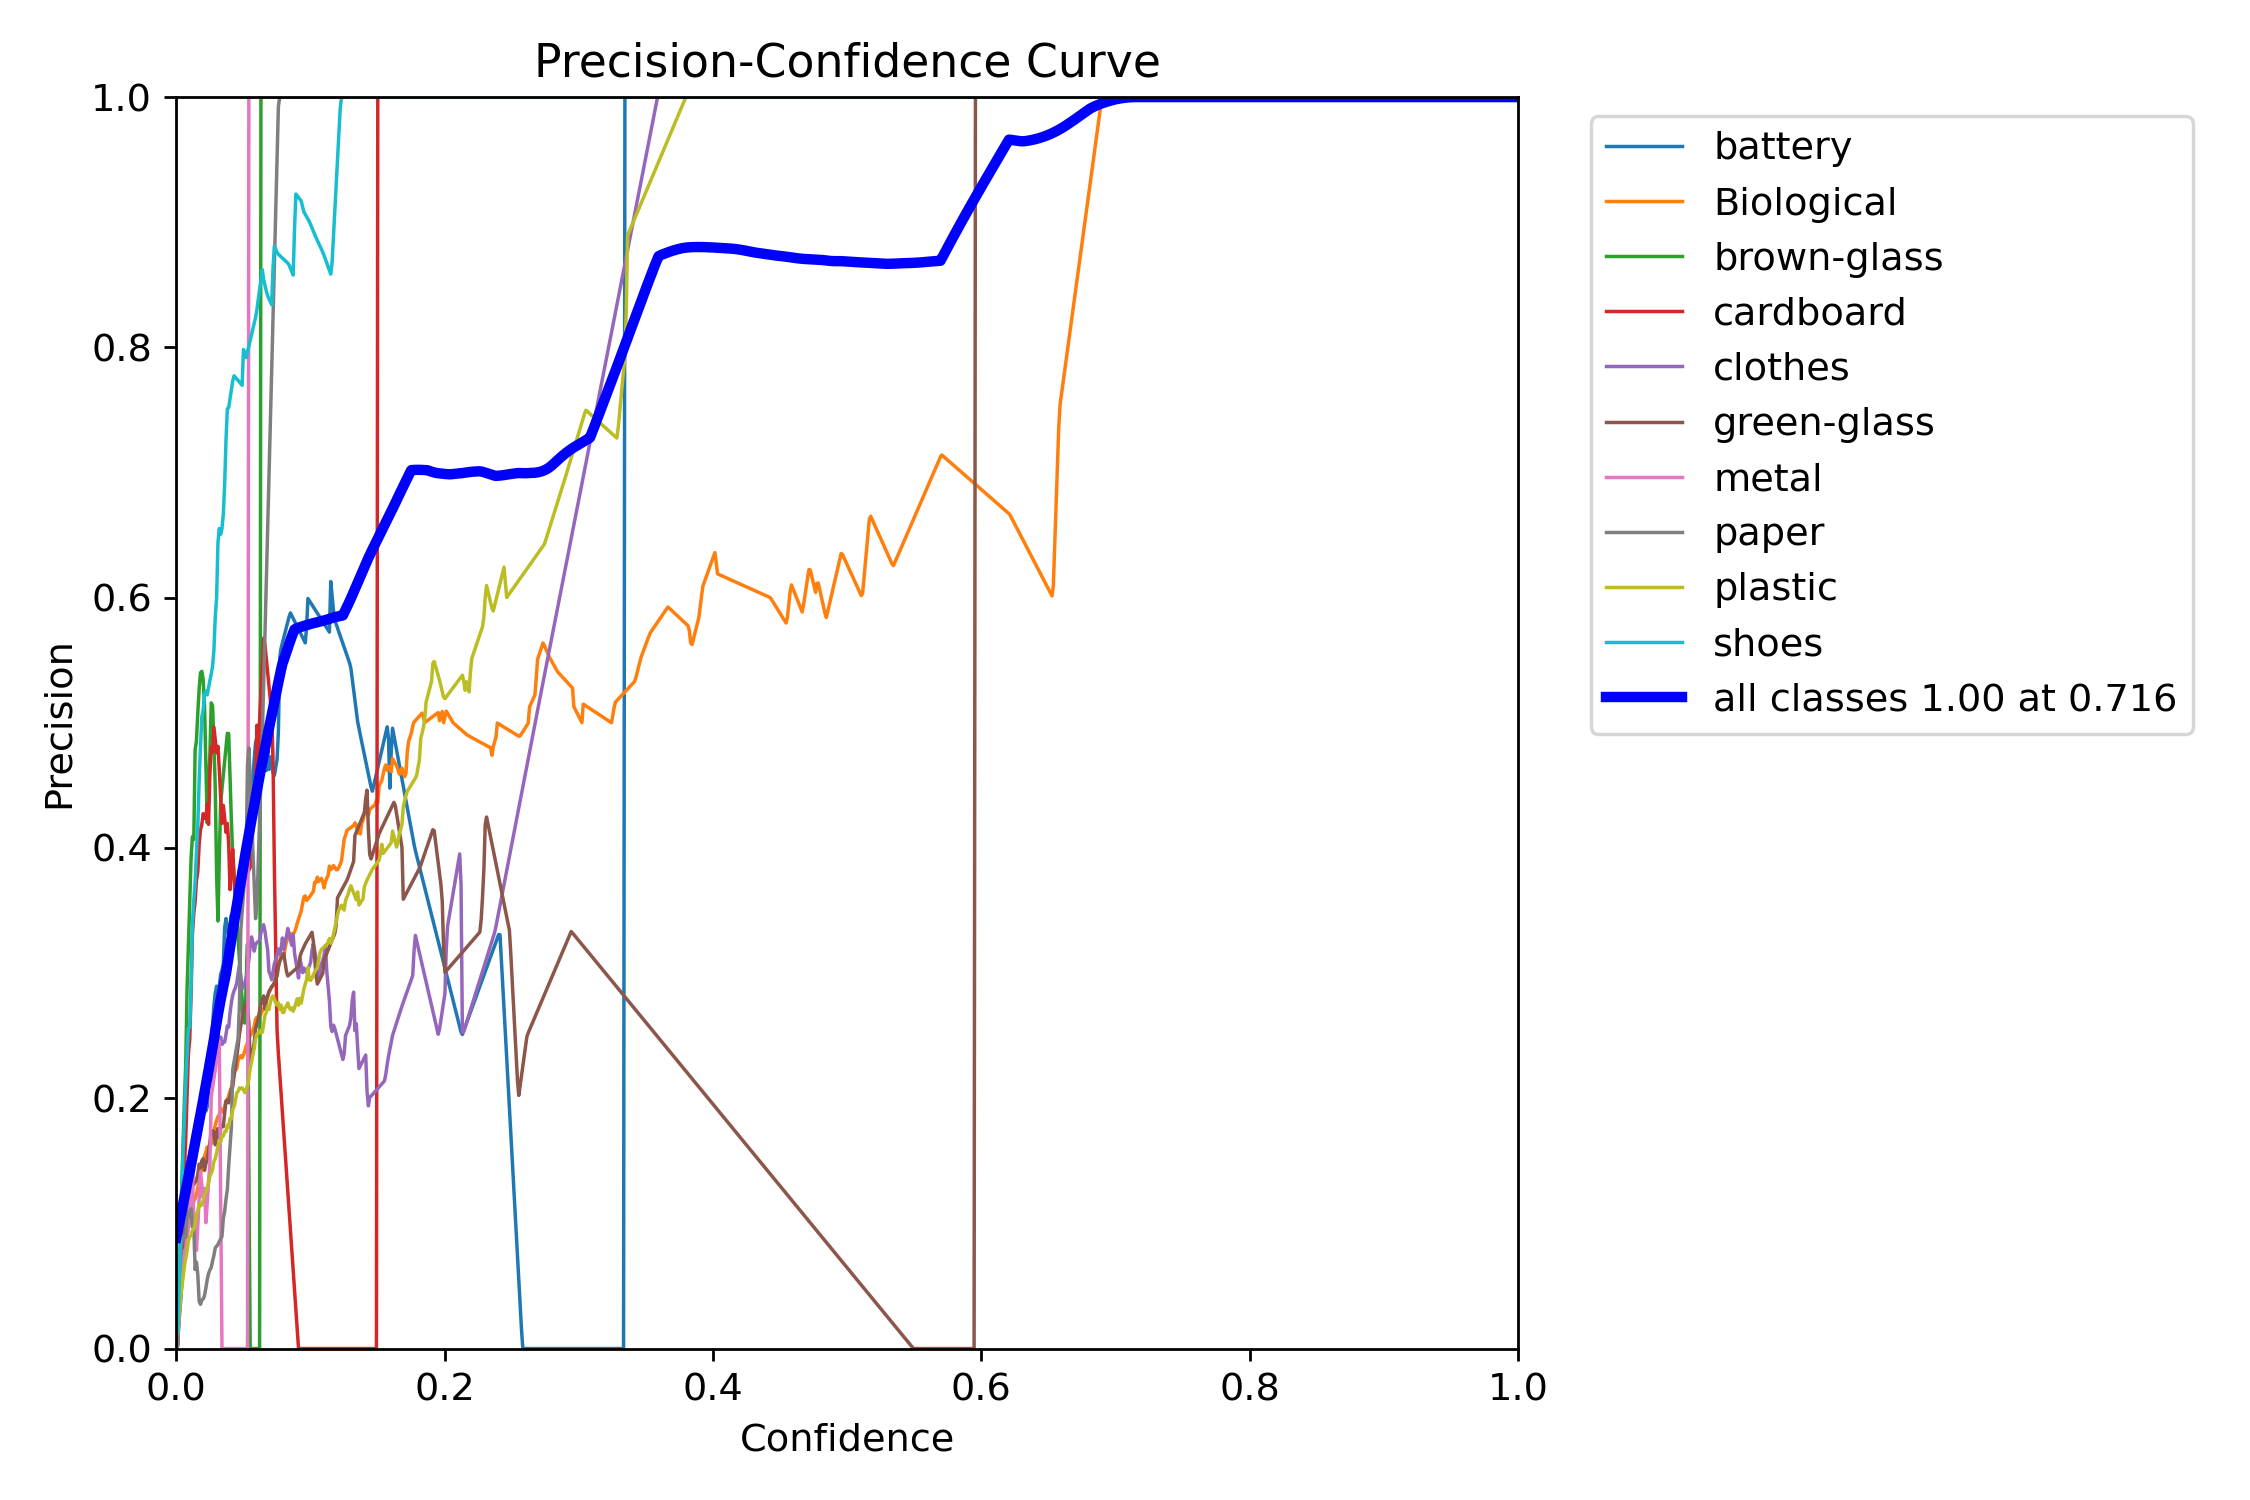 Precision-Confidence Curve
1.0
0.8
0.6
0.4
0.2
0.0
Precision
0.0 0.2 0.4 0.6 0.8 1.0
Confidence
battery
Biological
brown-glass
cardboard
clothes
green-glass
metal
paper
plastic
shoes
all classes 1.00 at 0.716